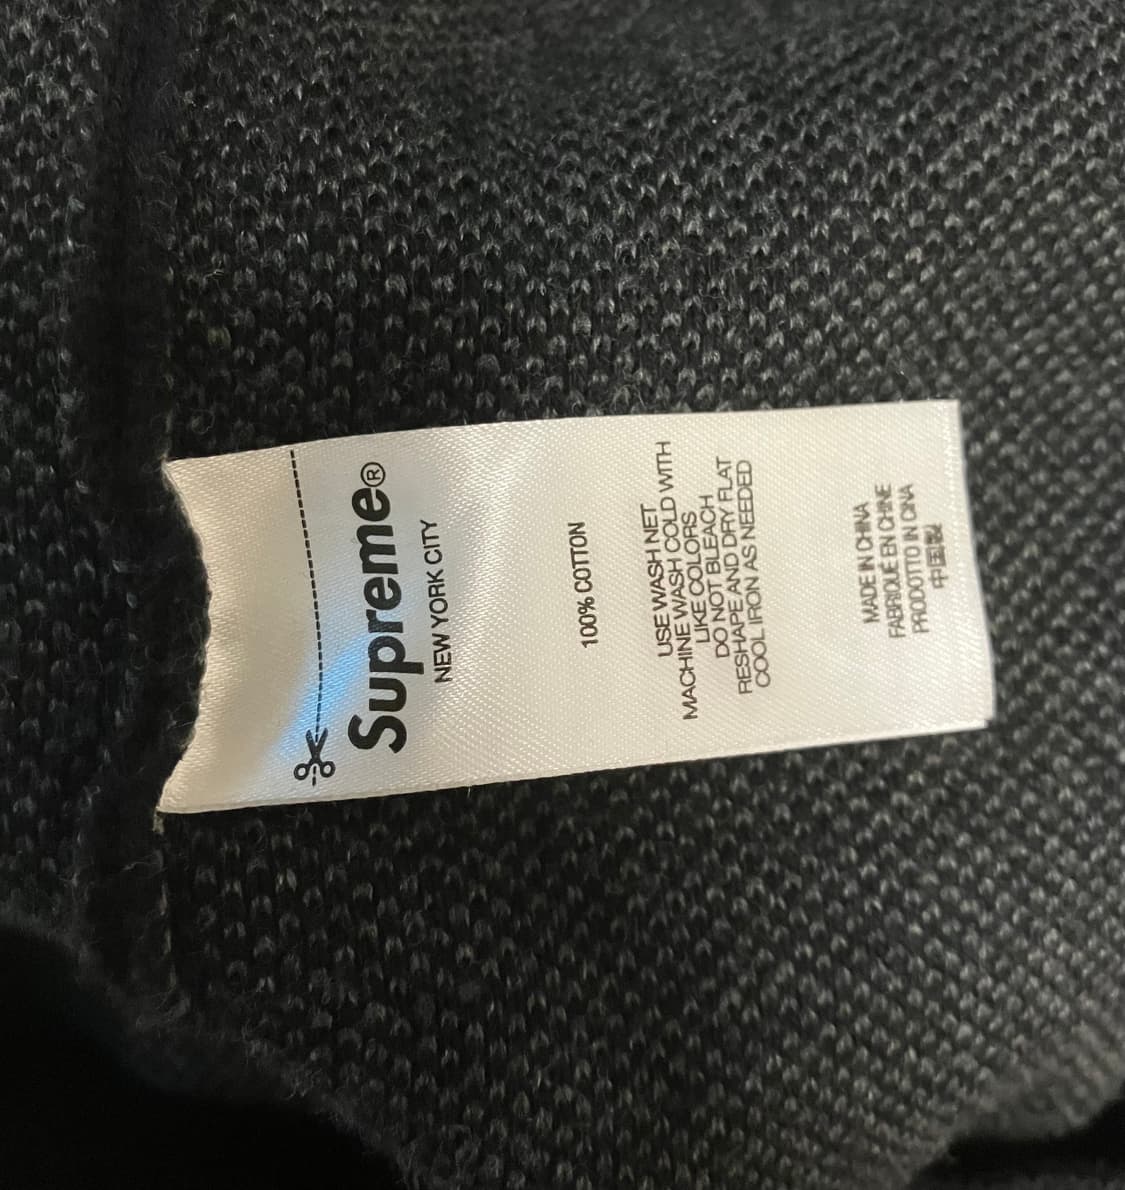 Supreme®
NEW YORK CITY
100% COTTON
USE WASH NET
MACHINE WASH COLD WITH
LIKE COLORS
DO NOT BLEACH
RESHAPE AND DRY FLAT
COOL IRON AS NEEDED
MADE IN CHINA
FABRIQUÉ EN CHINE
PRODOTTO IN CINA
中国製